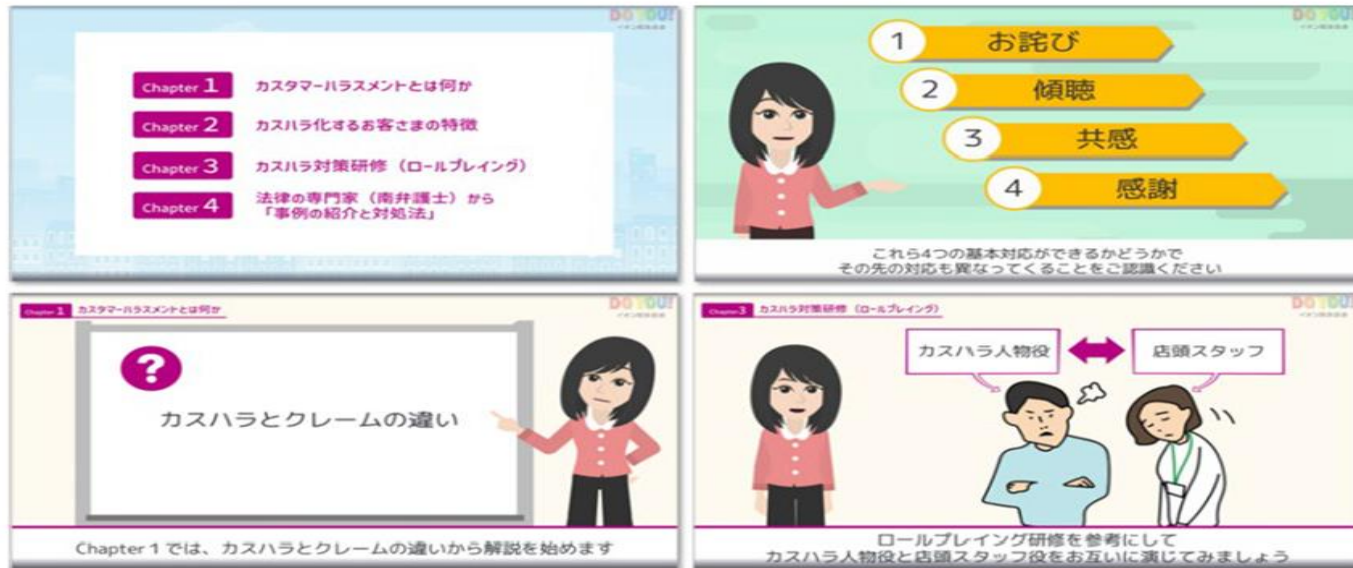 DO YOU!
Chapter 1 カスタマーハラスメントとは何か
Chapter 2 カスハラ化するお客さまの特徴
Chapter 3 カスハラ対策研修（ロールプレイング）
Chapter 4 法律の専門家（南弁護士）から
「事例の紹介と対処法」
DO YOU!
1 お詫び
2 傾聴
3 共感
4 感謝
これら4つの基本対応ができるかどうかで
その先の対応も異なってくることをご認識ください
Chapter 1 カスタマーハラスメントとは何か
DO YOU!
?
カスハラとクレームの違い
Chapter 1 では、カスハラとクレームの違いから解説を始めます
Chapter 3 カスハラ対策研修（ロールプレイング）
DO YOU!
カスハラ人物役
店頭スタッフ
ロールプレイング研修を参考にして
カスハラ人物役と店頭スタッフ役をお互いに演じてみましょう